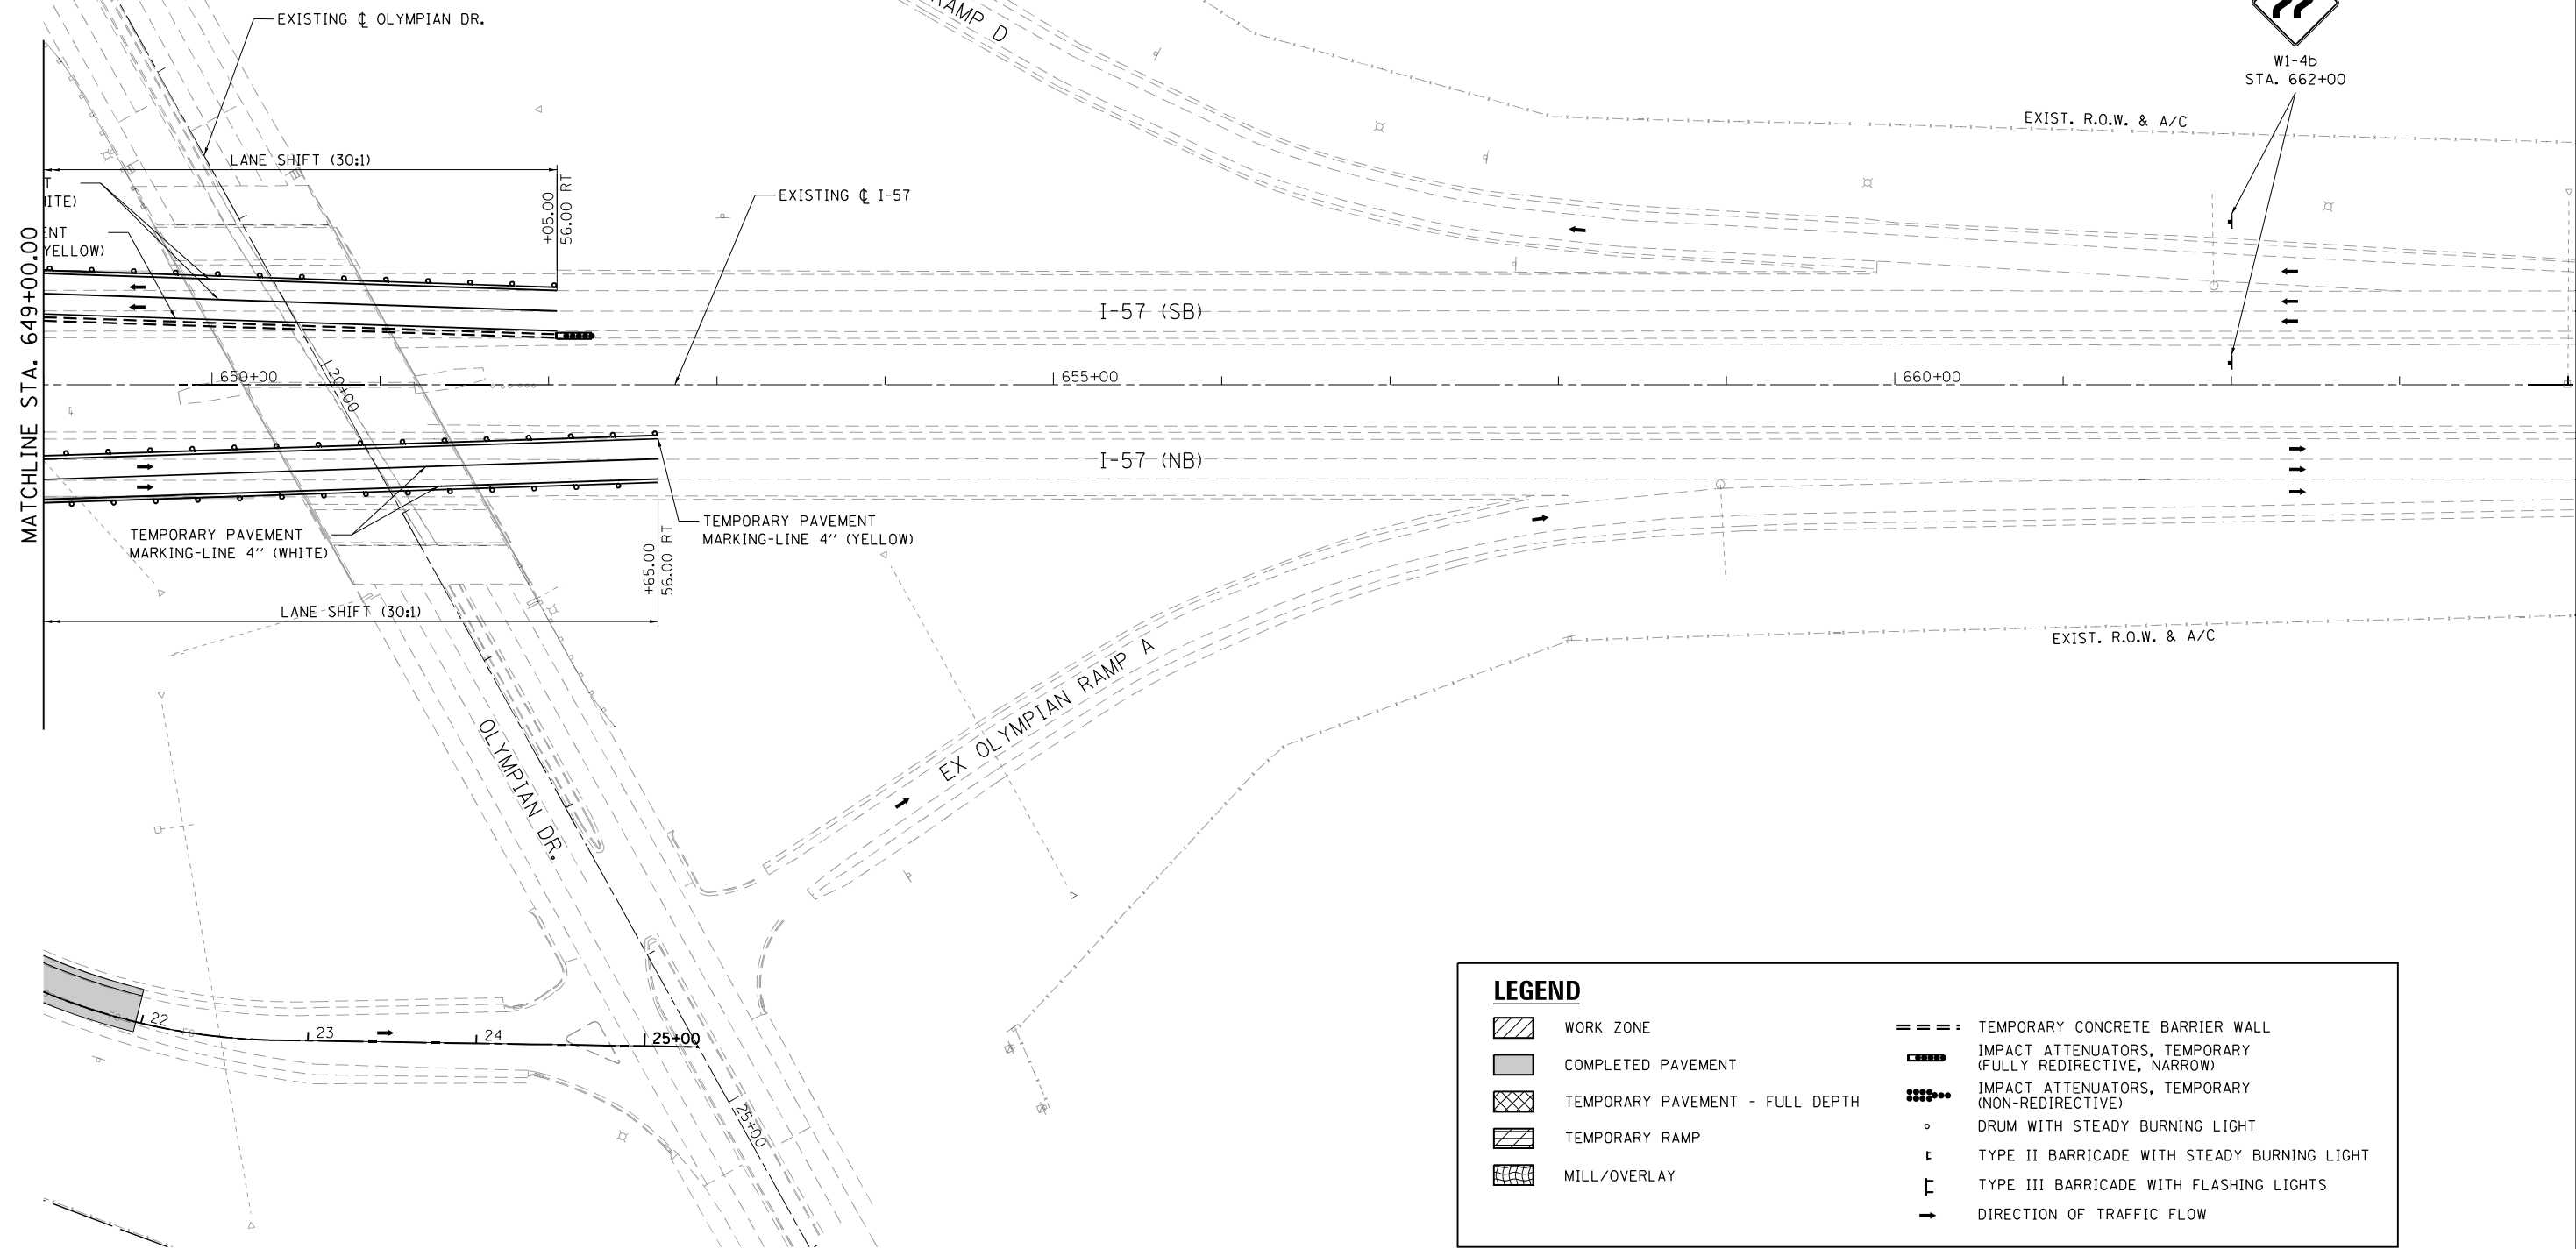 EXISTING ℄ OLYMPIAN DR.
RAMP D
W1-4b
STA. 662+00
EXIST. R.O.W. & A/C
LANE SHIFT (30:1)
T
ITE)
ENT
YELLOW)
+05.00
56.00 RT
EXISTING ℄ I-57
MATCHLINE STA. 649+00.00
I-57 (SB)
650+00
20+00
655+00
660+00
I-57 (NB)
TEMPORARY PAVEMENT
MARKING-LINE 4'' (WHITE)
TEMPORARY PAVEMENT
MARKING-LINE 4'' (YELLOW)
+65.00
56.00 RT
LANE SHIFT (30:1)
EXIST. R.O.W. & A/C
EX OLYMPIAN RAMP A
OLYMPIAN DR.
22
23
24
25+00
25+00
LEGEND
WORK ZONE
COMPLETED PAVEMENT
TEMPORARY PAVEMENT - FULL DEPTH
TEMPORARY RAMP
MILL/OVERLAY
TEMPORARY CONCRETE BARRIER WALL
IMPACT ATTENUATORS, TEMPORARY
(FULLY REDIRECTIVE, NARROW)
IMPACT ATTENUATORS, TEMPORARY
(NON-REDIRECTIVE)
DRUM WITH STEADY BURNING LIGHT
TYPE II BARRICADE WITH STEADY BURNING LIGHT
TYPE III BARRICADE WITH FLASHING LIGHTS
DIRECTION OF TRAFFIC FLOW